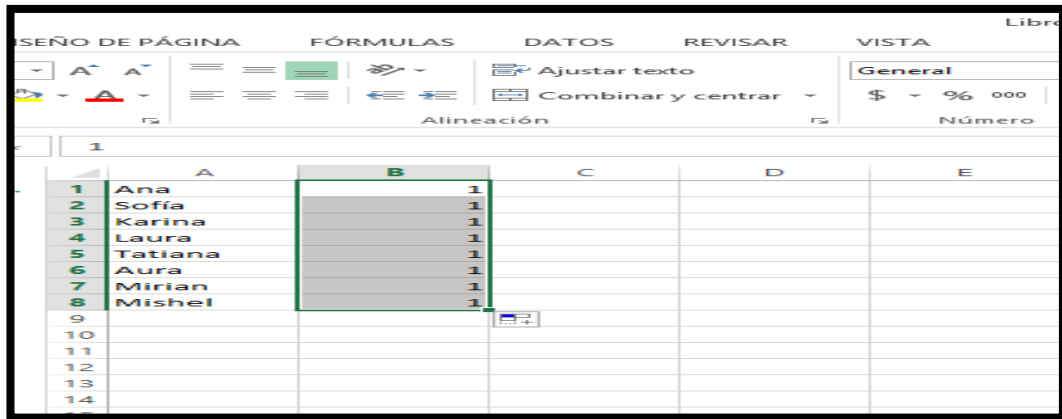 Libro
ISEÑO DE PÁGINA FÓRMULAS DATOS REVISAR VISTA
A A Ajustar texto General
A Combinar y centrar $ % 000
Alineación Número
1
A B C D E
1 Ana 1
2 Sofía 1
3 Karina 1
4 Laura 1
5 Tatiana 1
6 Aura 1
7 Mirian 1
8 Mishel 1
9
10
11
12
13
14